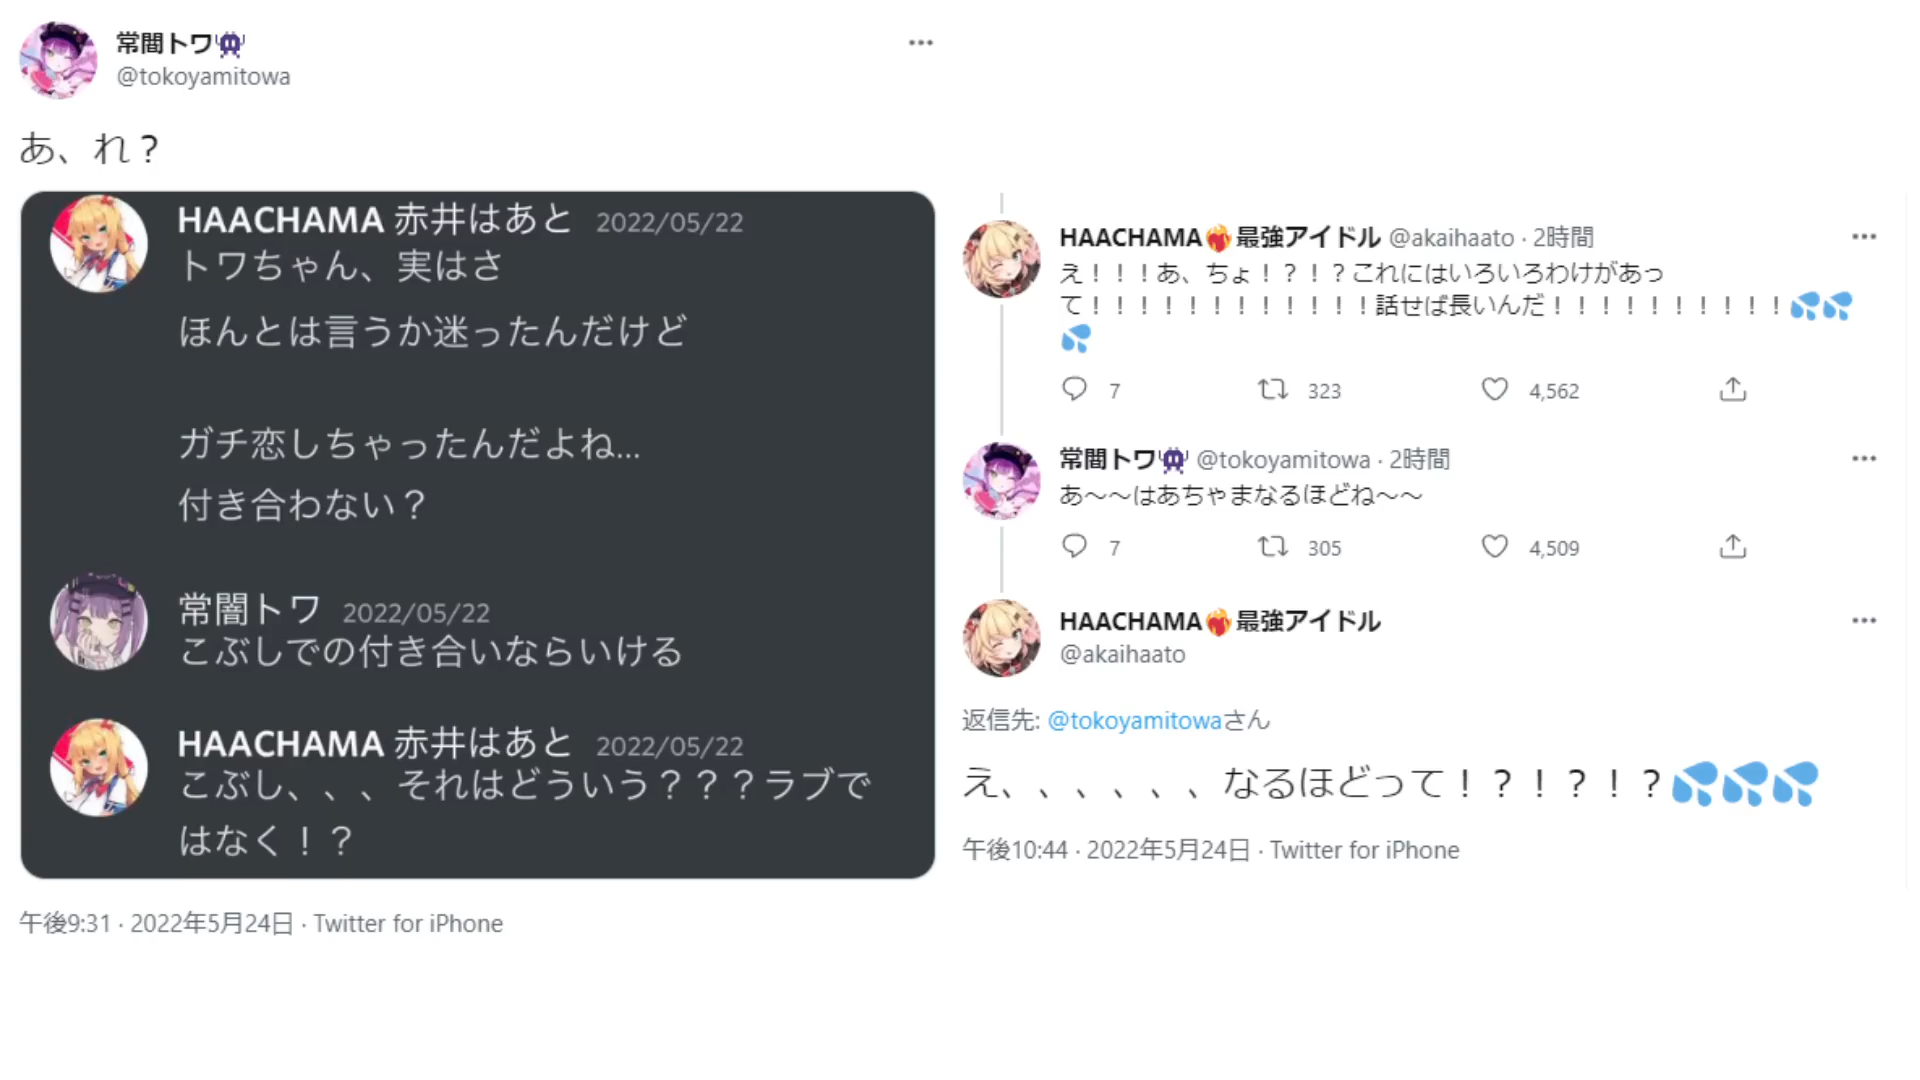 常闇トワ👾
@tokoyamitowa
あ、れ？
HAACHAMA 赤井はあと 2022/05/22
トワちゃん、実はさ
ほんとは言うか迷ったんだけど
ガチ恋しちゃったんだよね...
付き合わない？
常闇トワ 2022/05/22
こぶしでの付き合いならいける
HAACHAMA 赤井はあと 2022/05/22
こぶし、、、それはどういう？？？ラブで
はなく！？
午後9:31 · 2022年5月24日 · Twitter for iPhone
HAACHAMA❤️‍🔥最強アイドル @akaihaato · 2時間
え！！！あ、ちょ！？！？これにはいろいろわけがあっ
て！！！！！！！！！！！！話せば長いんだ！！！！！！！！！！💦💦
💦
7 323 4,562
常闇トワ👾 @tokoyamitowa · 2時間
あ〜〜はあちゃまなるほどね〜〜
7 305 4,509
HAACHAMA❤️‍🔥最強アイドル
@akaihaato
返信先: @tokoyamitowaさん
え、、、、、、なるほどって！？！？！？💦💦💦
午後10:44 · 2022年5月24日 · Twitter for iPhone